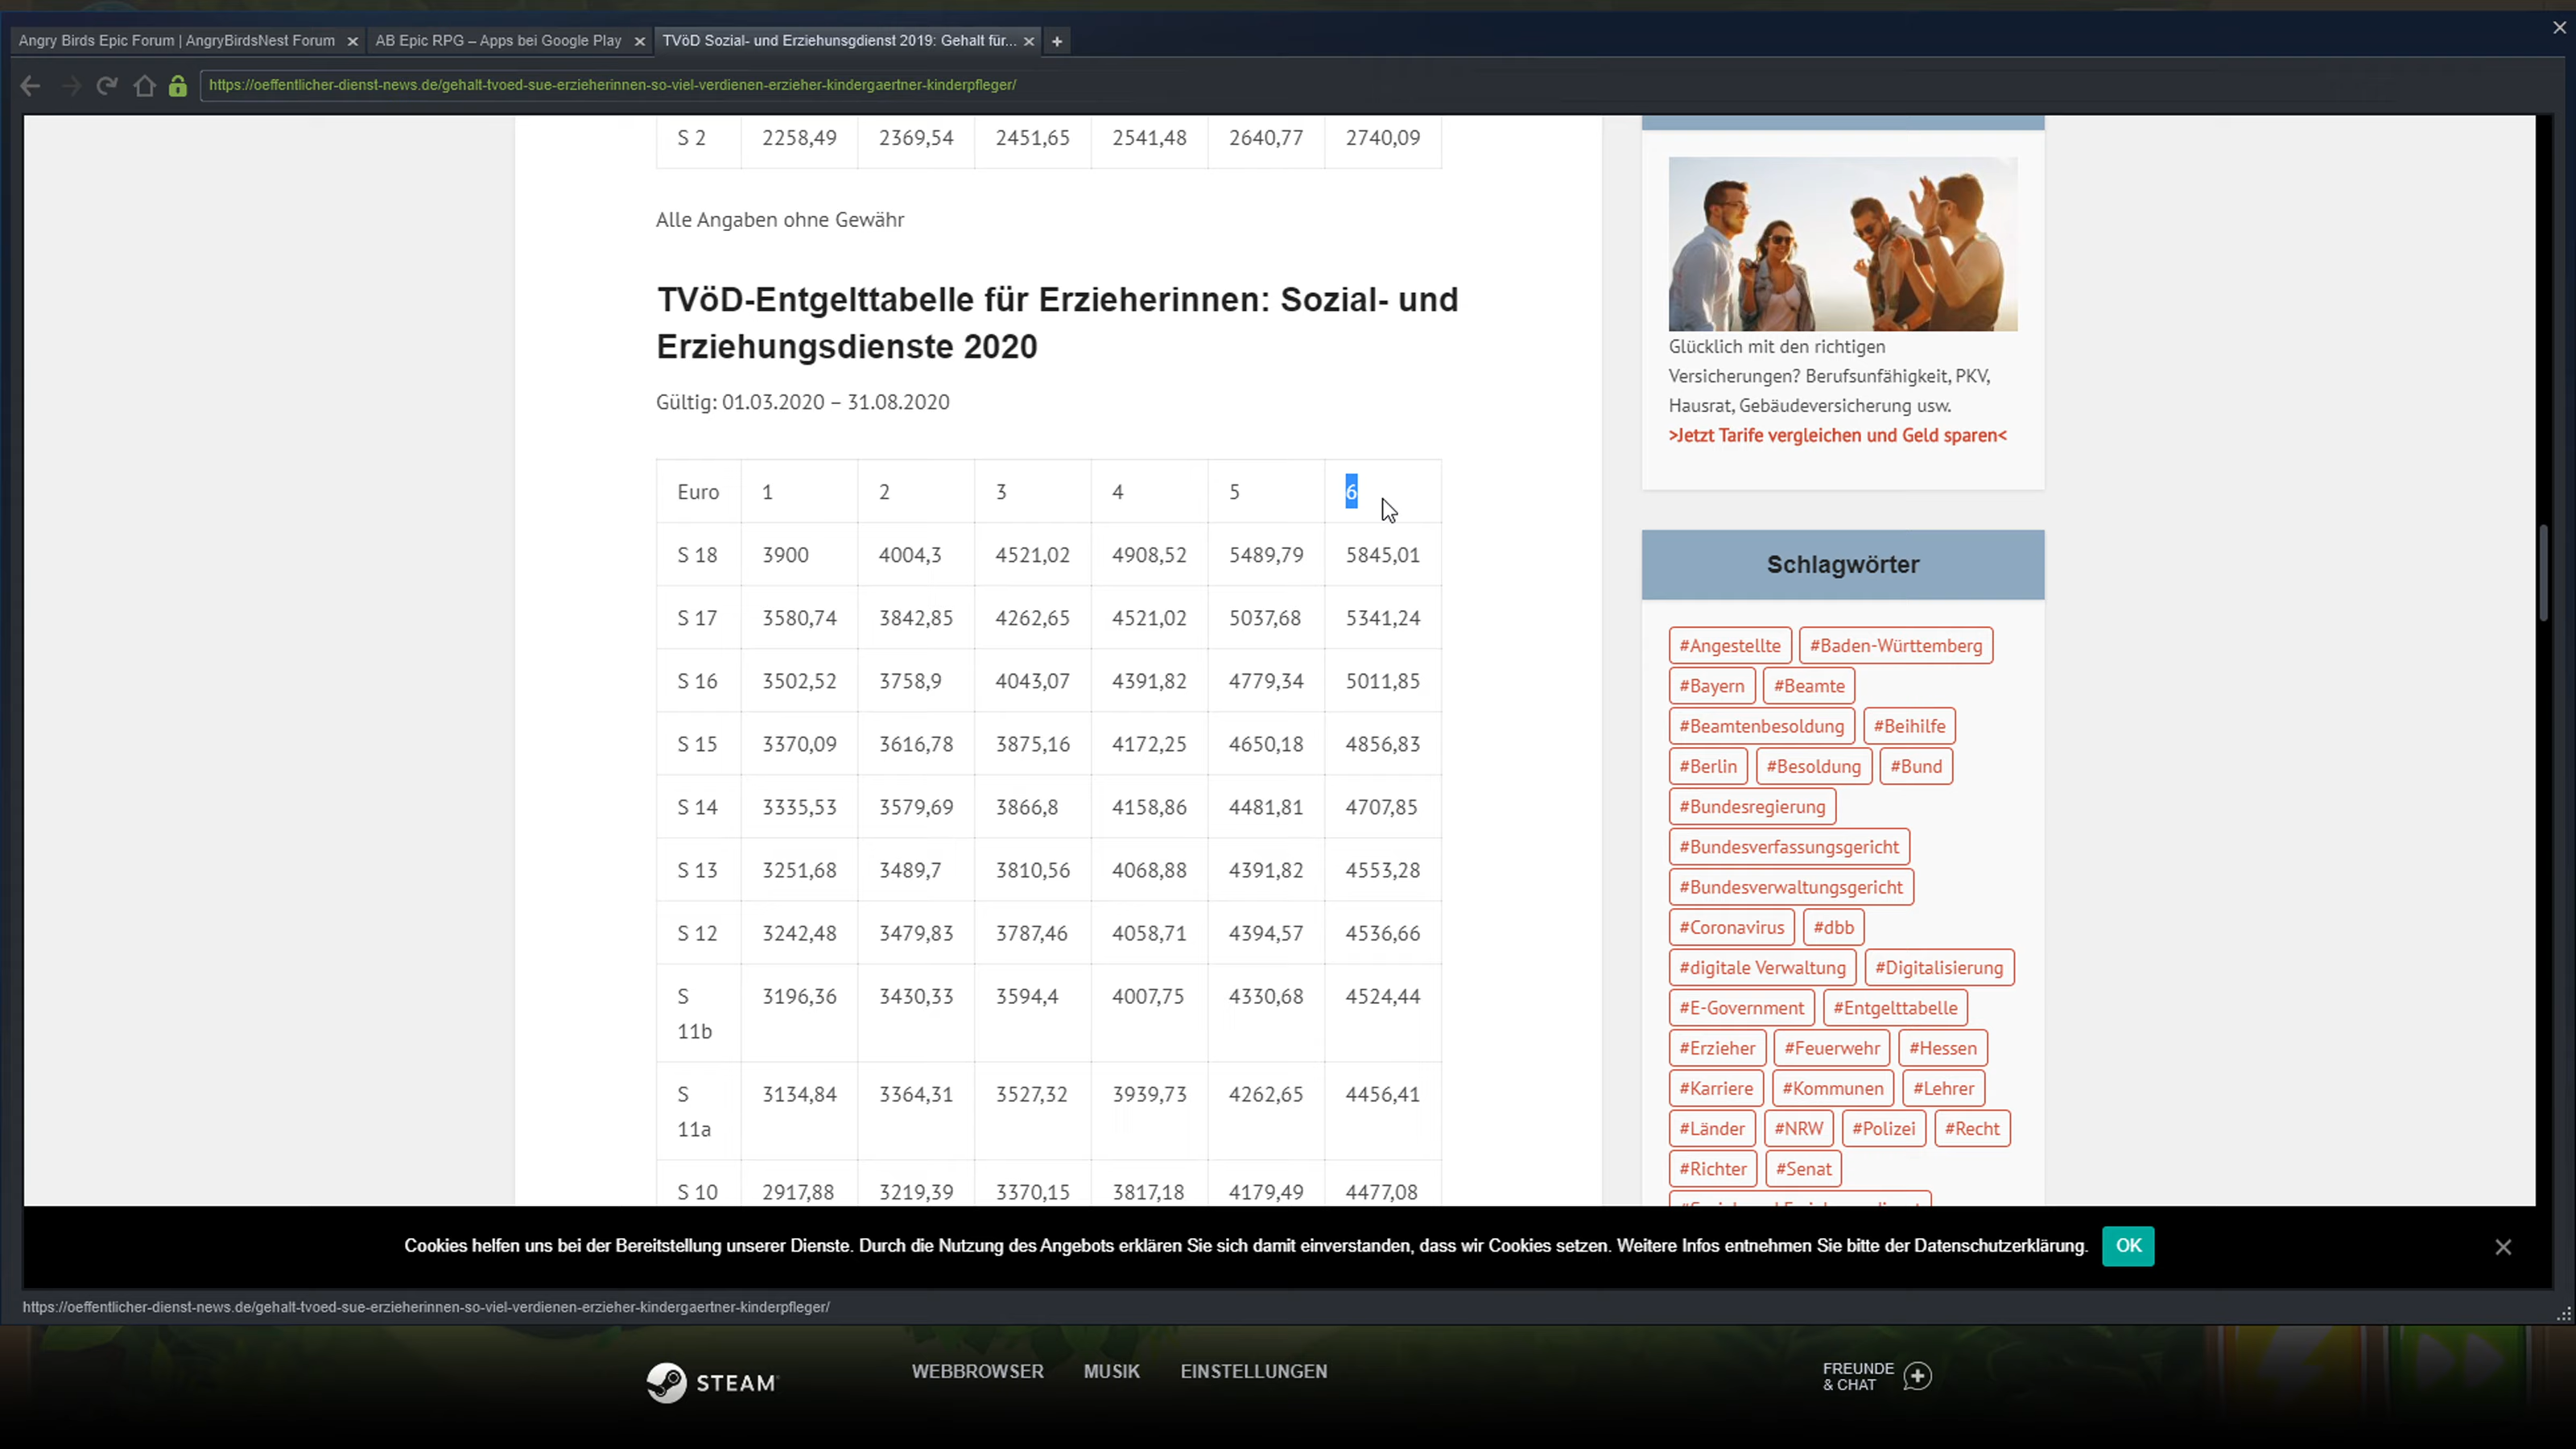 Angry Birds Epic Forum | AngryBirdsNest Forum
AB Epic RPG – Apps bei Google Play
TVöD Sozial- und Erziehunsgdienst 2019: Gehalt für...
https://oeffentlicher-dienst-news.de/gehalt-tvoed-sue-erzieherinnen-so-viel-verdienen-erzieher-kindergaertner-kinderpfleger/
S 2 2258,49 2369,54 2451,65 2541,48 2640,77 2740,09
Alle Angaben ohne Gewähr
TVöD-Entgelttabelle für Erzieherinnen: Sozial- und
Erziehungsdienste 2020
Gültig: 01.03.2020 – 31.08.2020
Euro 1 2 3 4 5 6
S 18 3900 4004,3 4521,02 4908,52 5489,79 5845,01
S 17 3580,74 3842,85 4262,65 4521,02 5037,68 5341,24
S 16 3502,52 3758,9 4043,07 4391,82 4779,34 5011,85
S 15 3370,09 3616,78 3875,16 4172,25 4650,18 4856,83
S 14 3335,53 3579,69 3866,8 4158,86 4481,81 4707,85
S 13 3251,68 3489,7 3810,56 4068,88 4391,82 4553,28
S 12 3242,48 3479,83 3787,46 4058,71 4394,57 4536,66
S 3196,36 3430,33 3594,4 4007,75 4330,68 4524,44
11b
S 3134,84 3364,31 3527,32 3939,73 4262,65 4456,41
11a
S 10 2917,88 3219,39 3370,15 3817,18 4179,49 4477,08
Glücklich mit den richtigen
Versicherungen? Berufsunfähigkeit, PKV,
Hausrat, Gebäudeversicherung usw.
>Jetzt Tarife vergleichen und Geld sparen<
Schlagwörter
#Angestellte #Baden-Württemberg
#Bayern #Beamte
#Beamtenbesoldung #Beihilfe
#Berlin #Besoldung #Bund
#Bundesregierung
#Bundesverfassungsgericht
#Bundesverwaltungsgericht
#Coronavirus #dbb
#digitale Verwaltung #Digitalisierung
#E-Government #Entgelttabelle
#Erzieher #Feuerwehr #Hessen
#Karriere #Kommunen #Lehrer
#Länder #NRW #Polizei #Recht
#Richter #Senat
Cookies helfen uns bei der Bereitstellung unserer Dienste. Durch die Nutzung des Angebots erklären Sie sich damit einverstanden, dass wir Cookies setzen. Weitere Infos entnehmen Sie bitte der Datenschutzerklärung. OK
https://oeffentlicher-dienst-news.de/gehalt-tvoed-sue-erzieherinnen-so-viel-verdienen-erzieher-kindergaertner-kinderpfleger/
STEAM
WEBBROWSER MUSIK EINSTELLUNGEN
FREUNDE
& CHAT